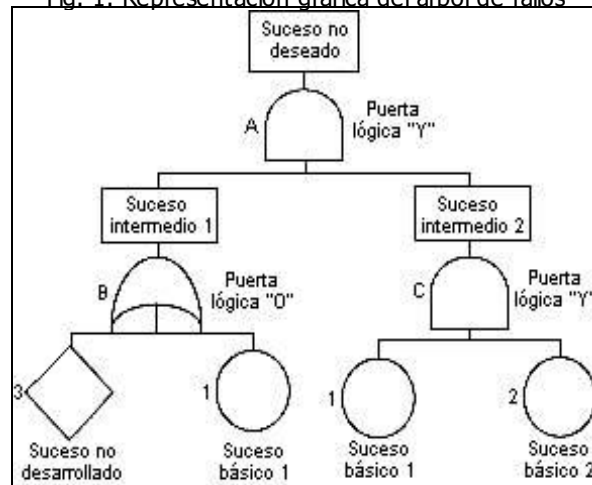 Fig. 1: Representación gráfica del árbol de fallos
Suceso no
deseado
A
Puerta
lógica "Y"
Suceso
intermedio 1
Suceso
intermedio 2
B
Puerta
lógica "O"
C
Puerta
lógica "Y"
3
1
1
2
Suceso no
desarrollado
Suceso
básico 1
Suceso
básico 1
Suceso
básico 2